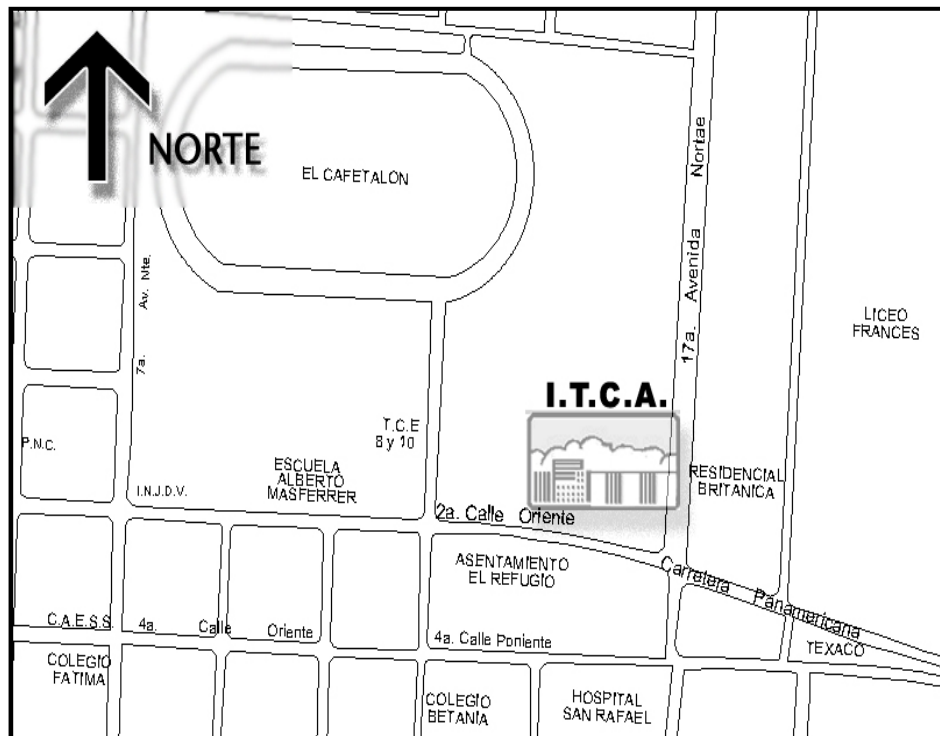 NORTE
EL CAFETALON
17a. Avenida Nortae
7a. Av. Nte.
LICEO
FRANCES
I.T.C.A.
P.N.C.
T.C.E
8 y 10
ESCUELA
ALBERTO
MASFERRER
I.N.J.D.V.
RESIDENCIAL
BRITANICA
2a. Calle Oriente
ASENTAMIENTO
EL REFUGIO
Carretera Panamericana
C.A.E.S.S.
4a. Calle Oriente
4a. Calle Poniente
TEXACO
COLEGIO
FATIMA
COLEGIO
BETANIA
HOSPITAL
SAN RAFAEL